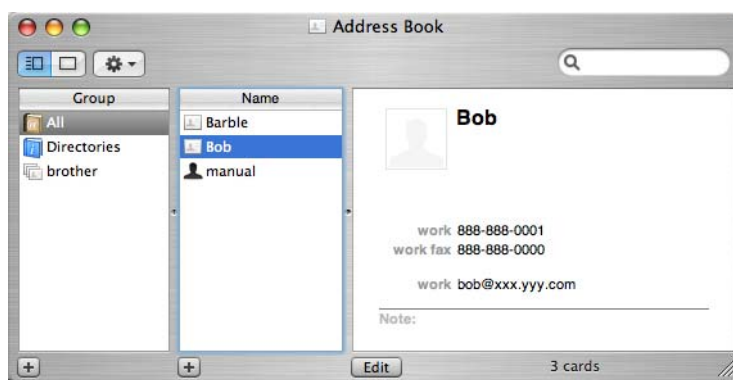 Address Book
Group
All
Directories
brother
Name
Barble
Bob
manual
Bob
work 888-888-0001
work fax 888-888-0000
work bob@xxx.yyy.com
Note:
Edit
3 cards